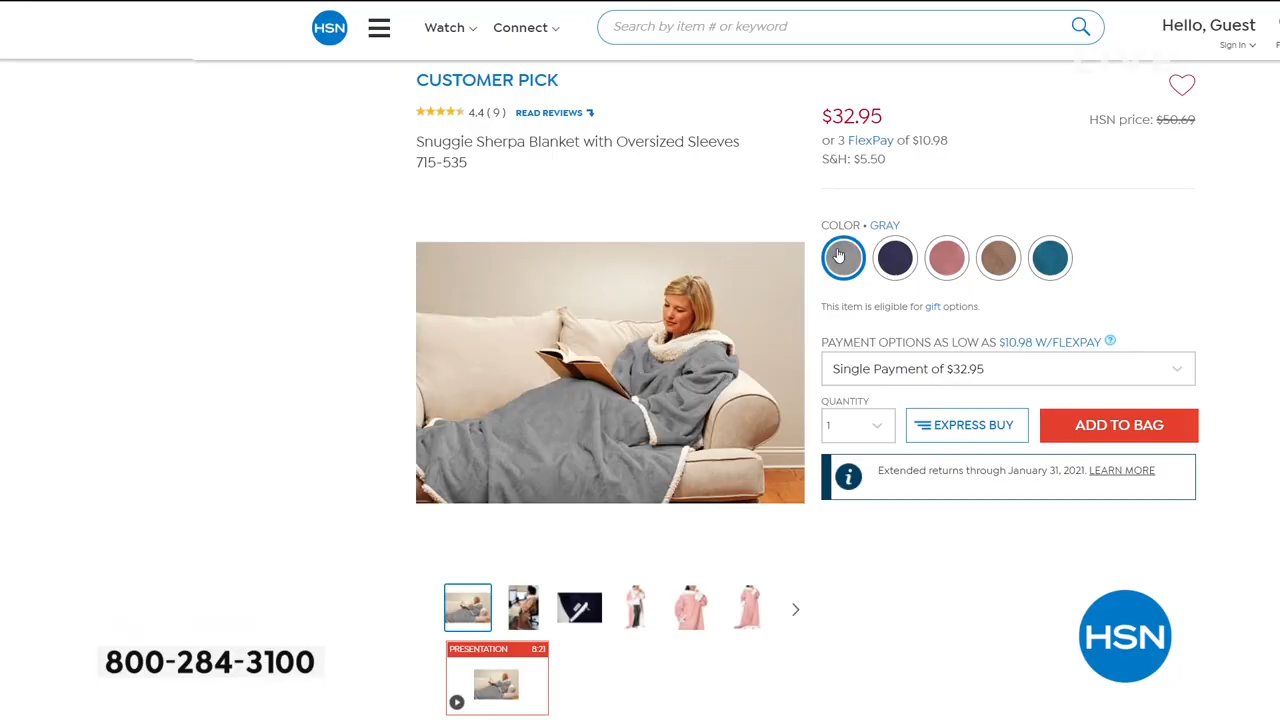 HSN
Watch
Connect
Search by item # or keyword
Hello, Guest
Sign In
CUSTOMER PICK
4.4 ( 9 ) READ REVIEWS
Snuggie Sherpa Blanket with Oversized Sleeves
715-535
$32.95
HSN price: $50.69
or 3 FlexPay of $10.98
S&H: $5.50
COLOR • GRAY
This item is eligible for gift options.
PAYMENT OPTIONS AS LOW AS $10.98 W/FLEXPAY ?
Single Payment of $32.95
QUANTITY
1
EXPRESS BUY
ADD TO BAG
i Extended returns through January 31, 2021. LEARN MORE
PRESENTATION 8:21
800-284-3100
HSN